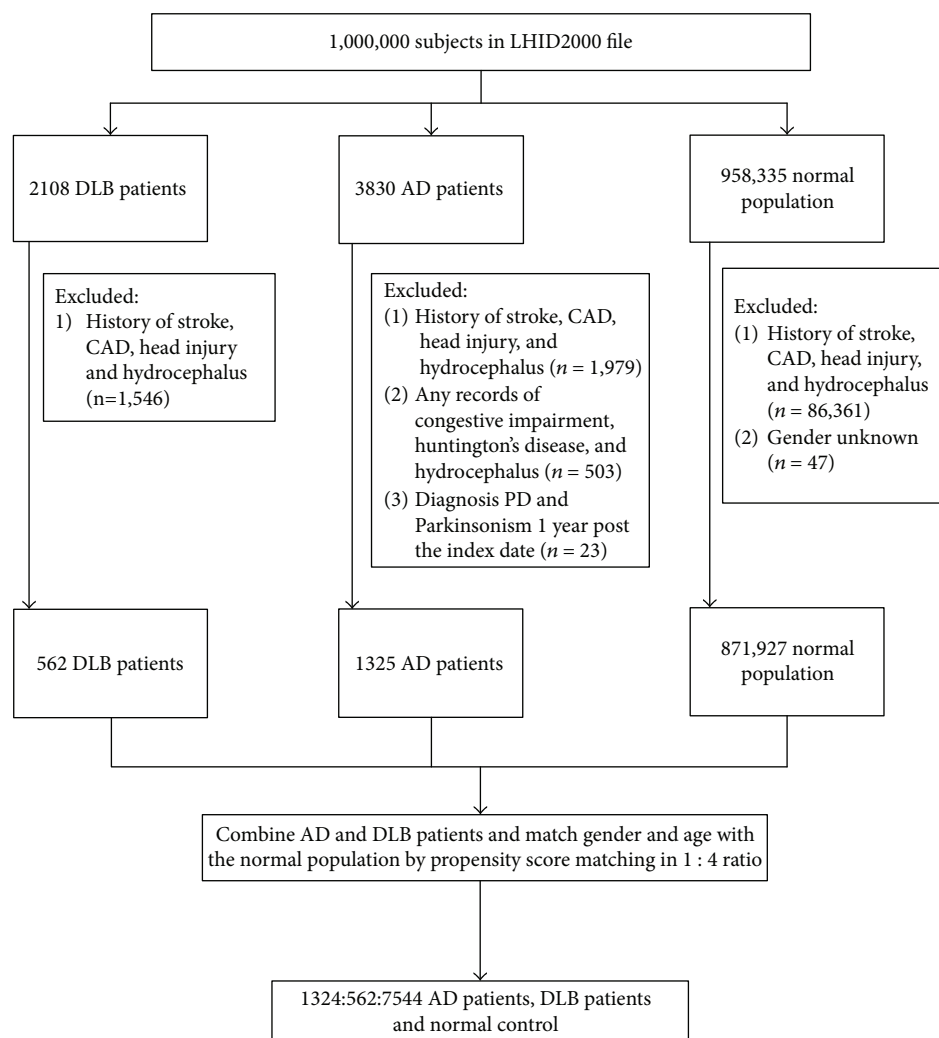 1,000,000 subjects in LHID2000 file
2108 DLB patients
3830 AD patients
958,335 normal
population
Excluded:
1) History of stroke,
CAD, head injury
and hydrocephalus
(n=1,546)
Excluded:
(1) History of stroke, CAD,
head injury, and
hydrocephalus (n = 1,979)
(2) Any records of
congestive impairment,
huntington's disease, and
hydrocephalus (n = 503)
(3) Diagnosis PD and
Parkinsonism 1 year post
the index date (n = 23)
Excluded:
(1) History of stroke,
CAD, head injury,
and hydrocephalus
(n = 86,361)
(2) Gender unknown
(n = 47)
562 DLB patients
1325 AD patients
871,927 normal
population
Combine AD and DLB patients and match gender and age with
the normal population by propensity score matching in 1 : 4 ratio
1324:562:7544 AD patients, DLB patients
and normal control